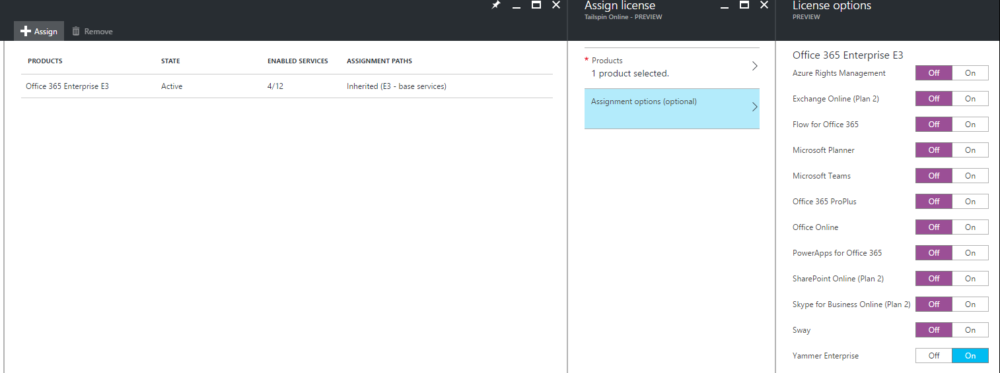 Assign
Remove
PRODUCTS STATE ENABLED SERVICES ASSIGNMENT PATHS
Office 365 Enterprise E3 Active 4/12 Inherited (E3 - base services)
Assign license
Tailspin Online - PREVIEW
* Products
1 product selected.
Assignment options (optional)
License options
PREVIEW
Office 365 Enterprise E3
Azure Rights Management Off On
Exchange Online (Plan 2) Off On
Flow for Office 365 Off On
Microsoft Planner Off On
Microsoft Teams Off On
Office 365 ProPlus Off On
Office Online Off On
PowerApps for Office 365 Off On
SharePoint Online (Plan 2) Off On
Skype for Business Online (Plan 2) Off On
Sway Off On
Yammer Enterprise Off On